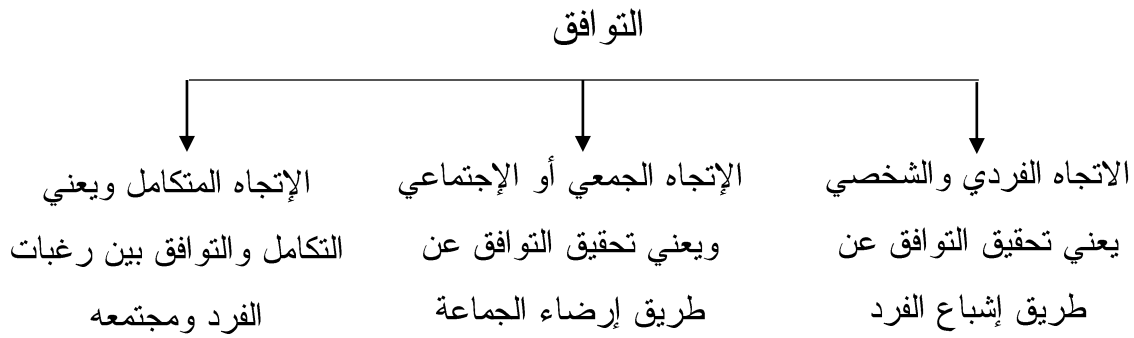 التوافق
الاتجاه الفردي والشخصي
يعني تحقيق التوافق عن
طريق إشباع الفرد
الإتجاه الجمعي أو الإجتماعي
ويعني تحقيق التوافق عن
طريق إرضاء الجماعة
الإتجاه المتكامل ويعني
التكامل والتوافق بين رغبات
الفرد ومجتمعه